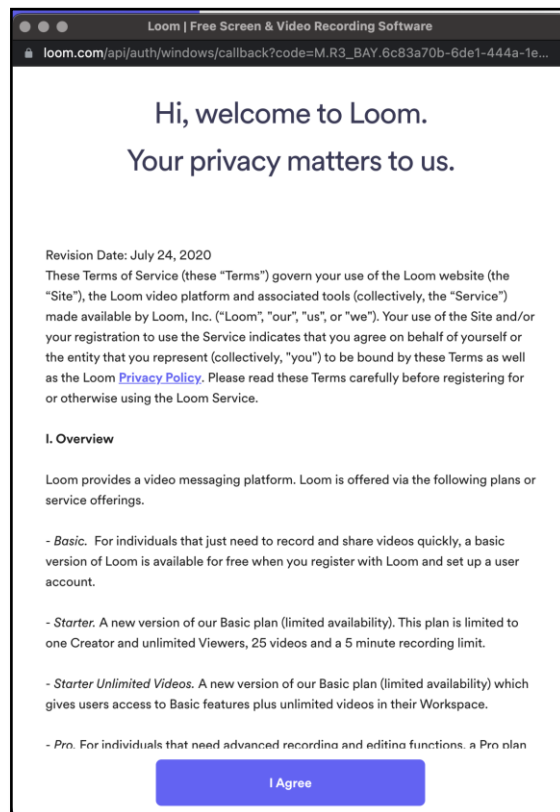 Loom | Free Screen & Video Recording Software
loom.com/api/auth/windows/callback?code=M.R3_BAY.6c83a70b-6de1-444a-1e...
Hi, welcome to Loom.
Your privacy matters to us.
Revision Date: July 24, 2020
These Terms of Service (these “Terms”) govern your use of the Loom website (the
“Site”), the Loom video platform and associated tools (collectively, the “Service”)
made available by Loom, Inc. (“Loom”, "our", "us", or "we"). Your use of the Site and/or
your registration to use the Service indicates that you agree on behalf of yourself or
the entity that you represent (collectively, "you") to be bound by these Terms as well
as the Loom Privacy Policy. Please read these Terms carefully before registering for
or otherwise using the Loom Service.
I. Overview
Loom provides a video messaging platform. Loom is offered via the following plans or
service offerings.
- Basic. For individuals that just need to record and share videos quickly, a basic
version of Loom is available for free when you register with Loom and set up a user
account.
- Starter. A new version of our Basic plan (limited availability). This plan is limited to
one Creator and unlimited Viewers, 25 videos and a 5 minute recording limit.
- Starter Unlimited Videos. A new version of our Basic plan (limited availability) which
gives users access to Basic features plus unlimited videos in their Workspace.
- Pro. For individuals that need advanced recording and editing functions, a Pro plan
I Agree